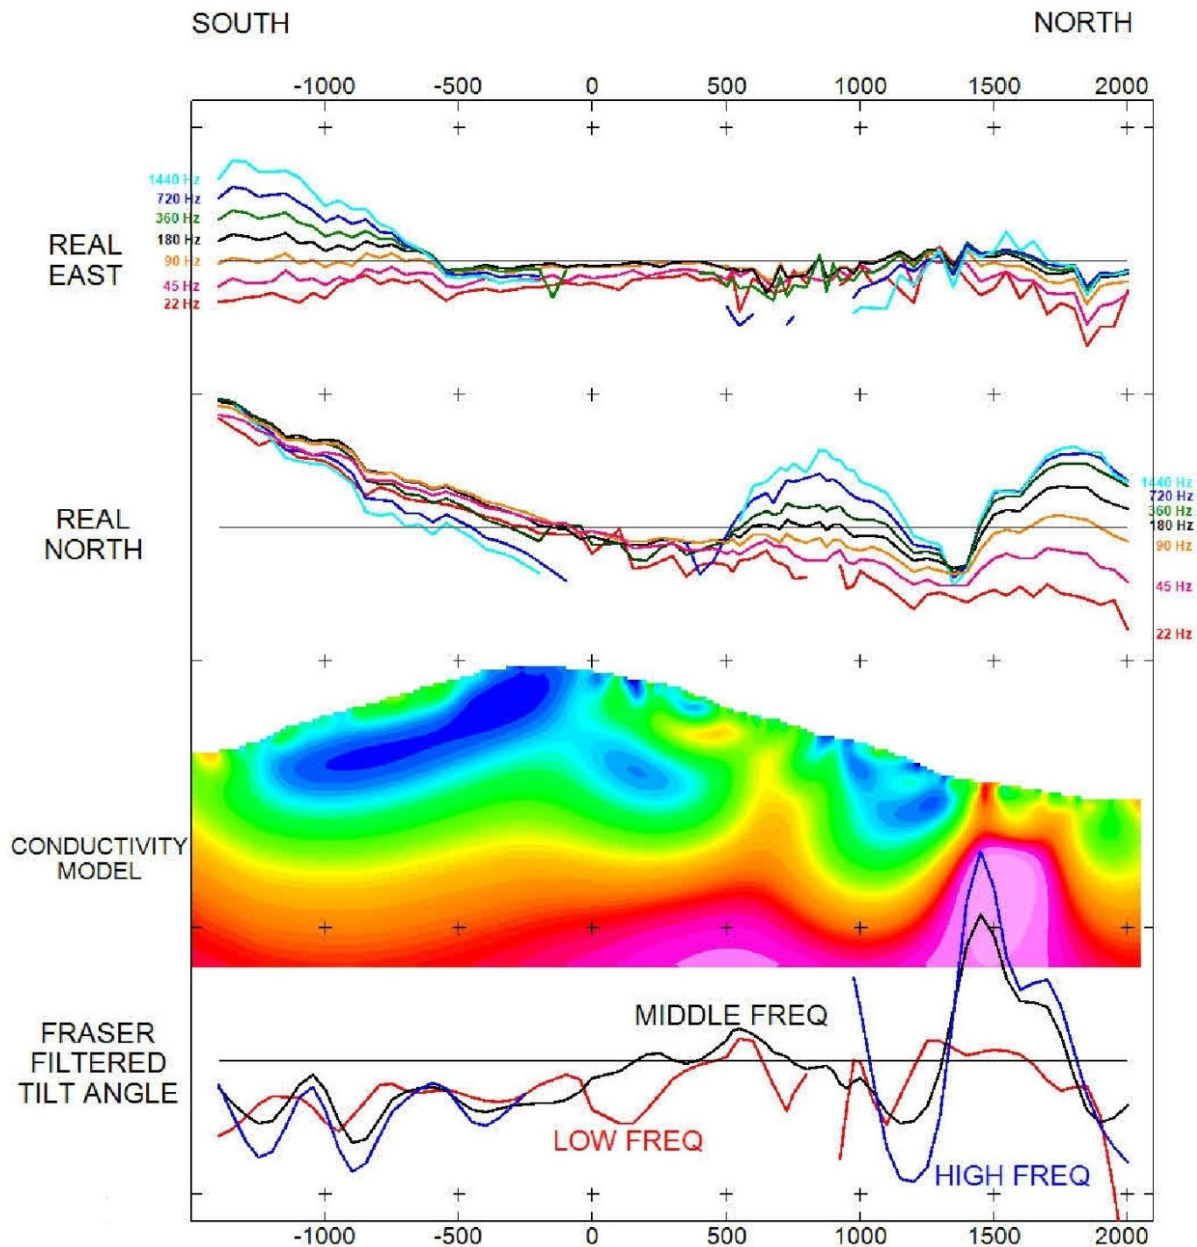 SOUTH NORTH
-1000 -500 0 500 1000 1500 2000
1440 Hz
720 Hz
360 Hz
180 Hz
90 Hz
45 Hz
22 Hz
REAL
EAST
REAL
NORTH
1440 Hz
720 Hz
360 Hz
180 Hz
90 Hz
45 Hz
22 Hz
CONDUCTIVITY
MODEL
FRASER
FILTERED
TILT ANGLE
MIDDLE FREQ
LOW FREQ
HIGH FREQ
-1000 -500 0 500 1000 1500 2000